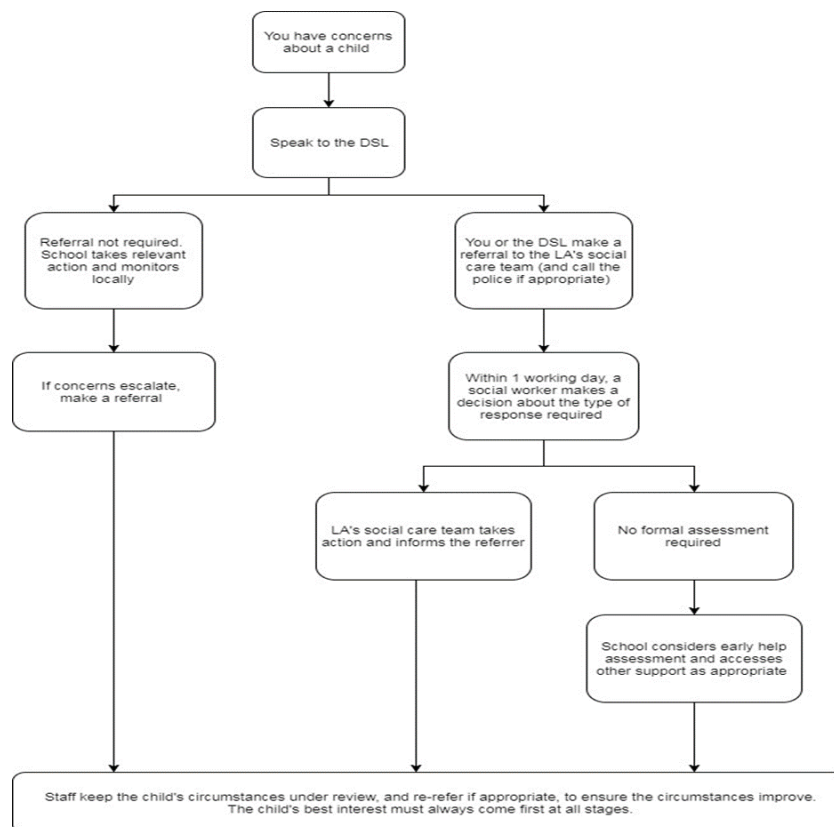 You have concerns
about a child
Speak to the DSL
Referral not required.
School takes relevant
action and monitors
locally
You or the DSL make a
referral to the LA's social
care team (and call the
police if appropriate)
If concerns escalate,
make a referral
Within 1 working day, a
social worker makes a
decision about the type of
response required
LA's social care team takes
action and informs the referrer
No formal assessment
required
School considers early help
assessment and accesses
other support as appropriate
Staff keep the child's circumstances under review, and re-refer if appropriate, to ensure the circumstances improve.
The child's best interest must always come first at all stages.